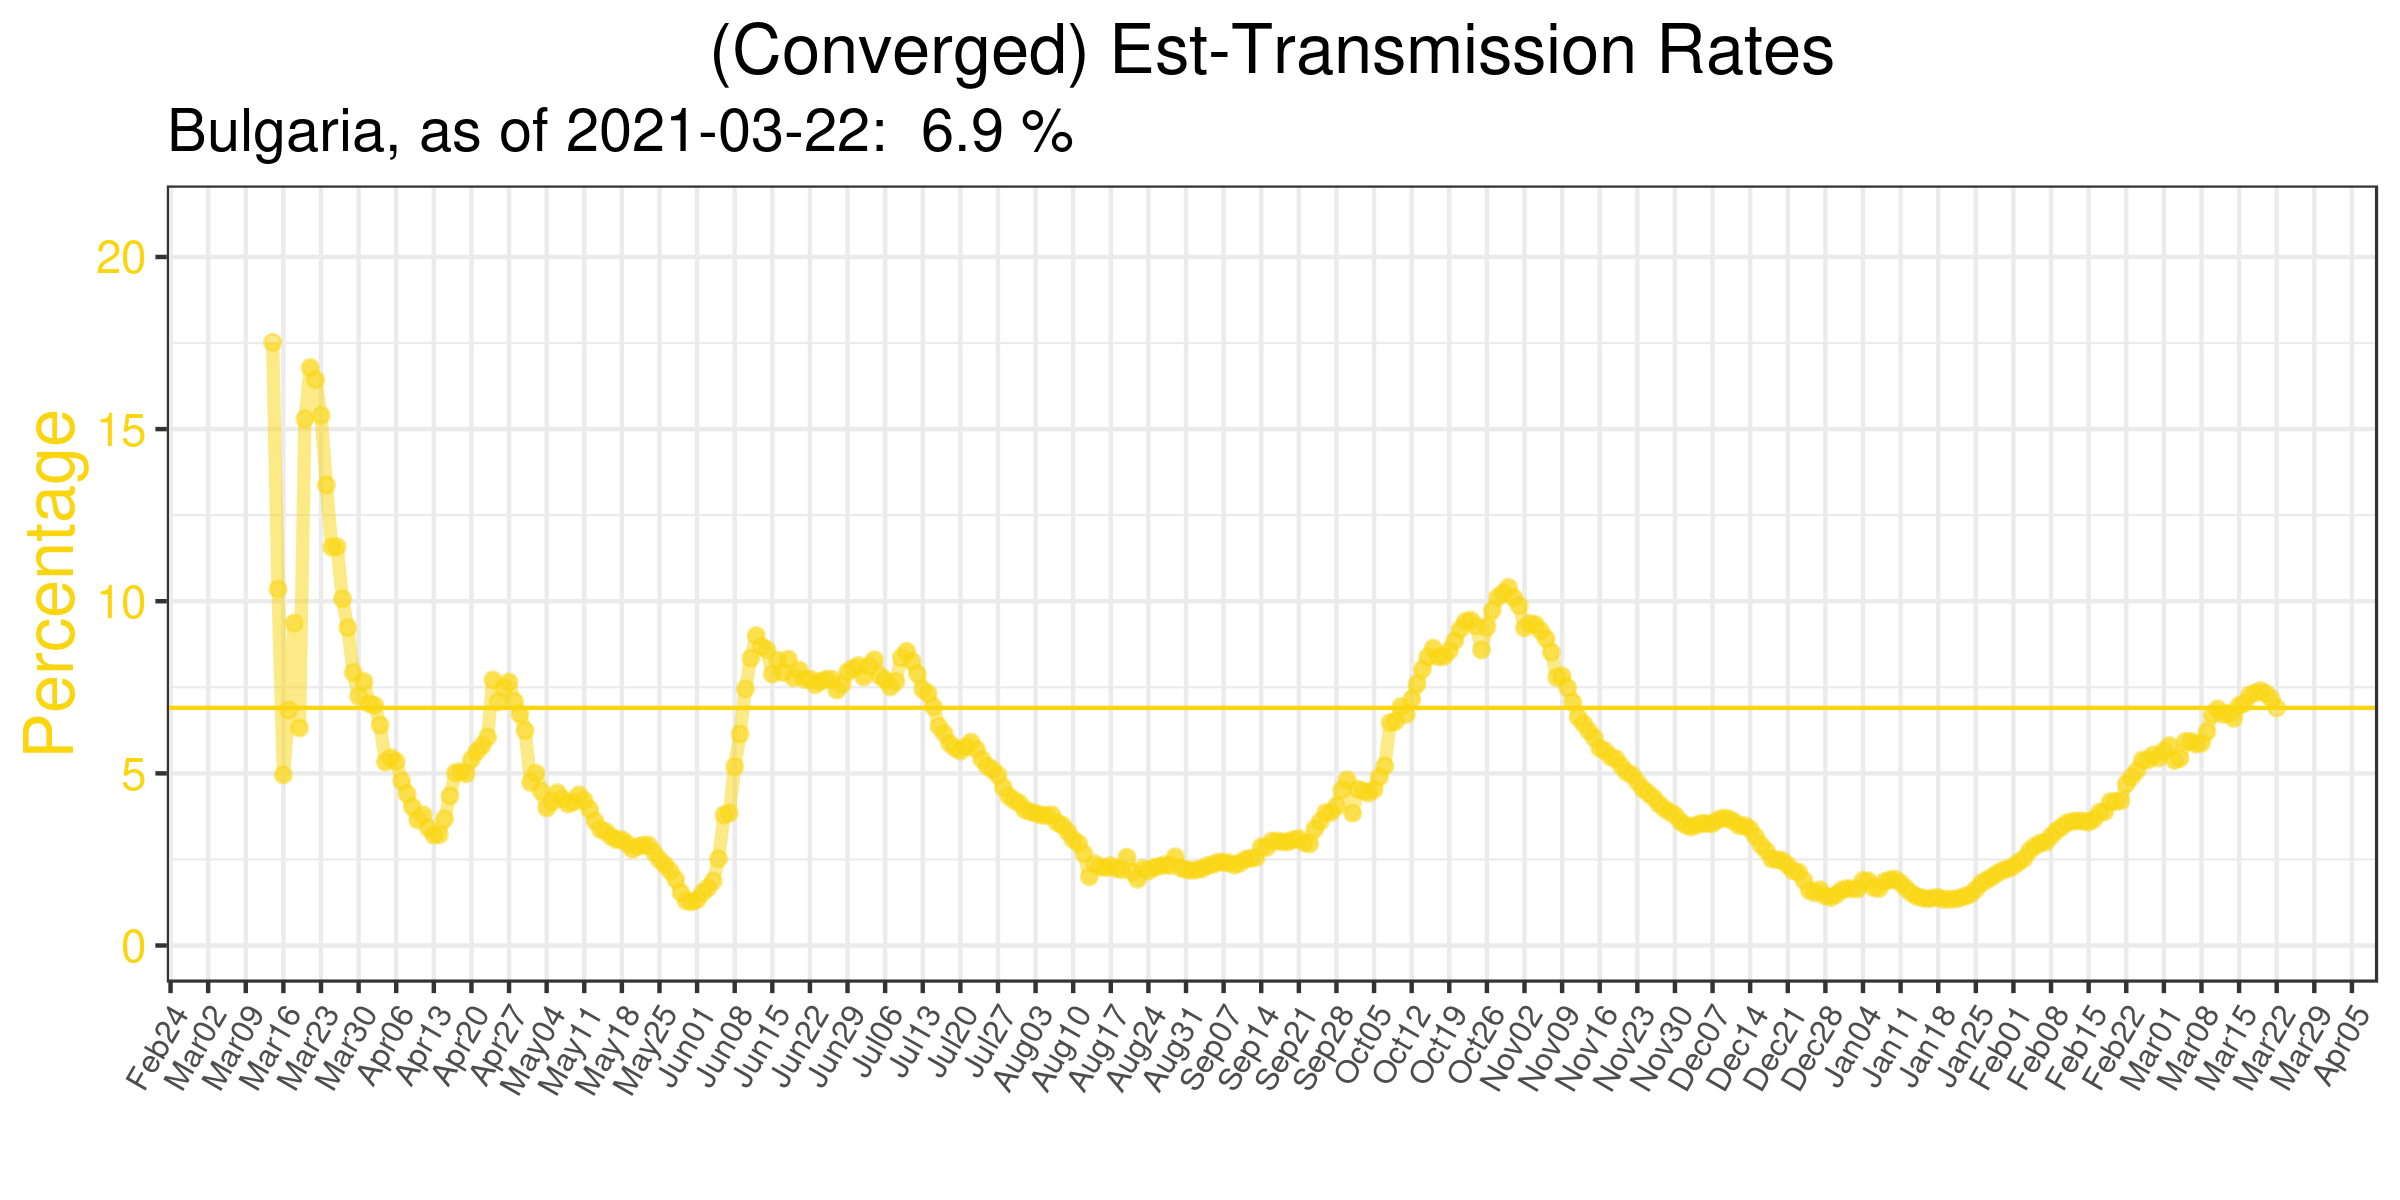 (Converged) Est-Transmission Rates
Bulgaria, as of 2021-03-22:  6.9 %
Percentage
20
15
10
5
0
Feb24
Mar02
Mar09
Mar16
Mar23
Mar30
Apr06
Apr13
Apr20
Apr27
May04
May11
May18
May25
Jun01
Jun08
Jun15
Jun22
Jun29
Jul06
Jul13
Jul20
Jul27
Aug03
Aug10
Aug17
Aug24
Aug31
Sep07
Sep14
Sep21
Sep28
Oct05
Oct12
Oct19
Oct26
Nov02
Nov09
Nov16
Nov23
Nov30
Dec07
Dec14
Dec21
Dec28
Jan04
Jan11
Jan18
Jan25
Feb01
Feb08
Feb15
Feb22
Mar01
Mar08
Mar15
Mar22
Mar29
Apr05